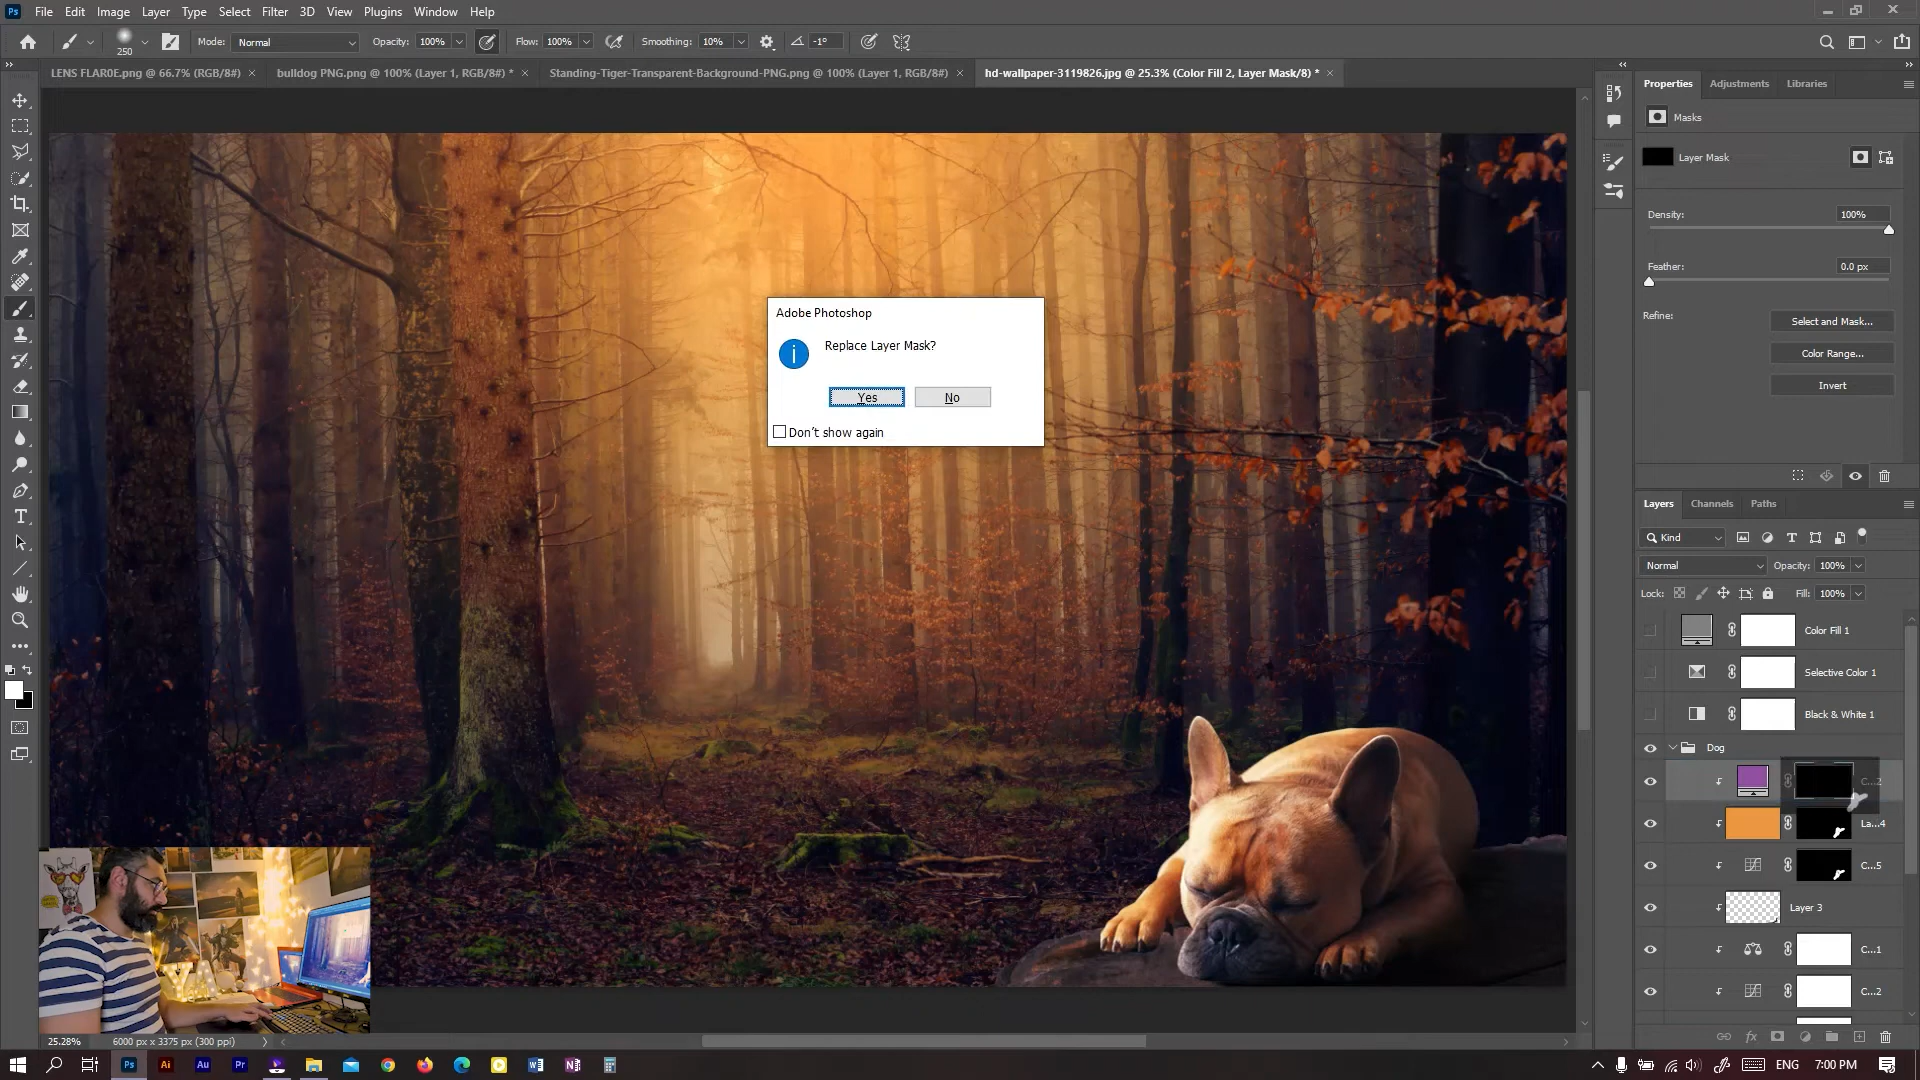 Ps File Edit Image Layer Type Select Filter 3D View Plugins Window Help
250 Mode: Normal Opacity: 100% Flow: 100% Smoothing: 10% -1°
LENS FLAR0E.png @ 66.7% (RGB/8#) × bulldog PNG.png @ 100% (Layer 1, RGB/8#) * × Standing-Tiger-Transparent-Background-PNG.png @ 100% (Layer 1, RGB/8#) × hd-wallpaper-3119826.jpg @ 25.3% (Color Fill 2, Layer Mask/8) * ×
Properties Adjustments Libraries
Masks
Layer Mask
Density: 100%
Feather: 0.0 px
Refine: Select and Mask...
Color Range...
Invert
Adobe Photoshop
Replace Layer Mask?
Yes No
Don't show again
Layers Channels Paths
Kind
Normal Opacity: 100%
Lock: Fill: 100%
Color Fill 1
Selective Color 1
Black & White 1
Dog
C...2
La...4
C...5
Layer 3
C...1
C...2
25.28% 6000 px x 3375 px (300 ppi)
Ps Ai Au Pr
ENG 7:00 PM